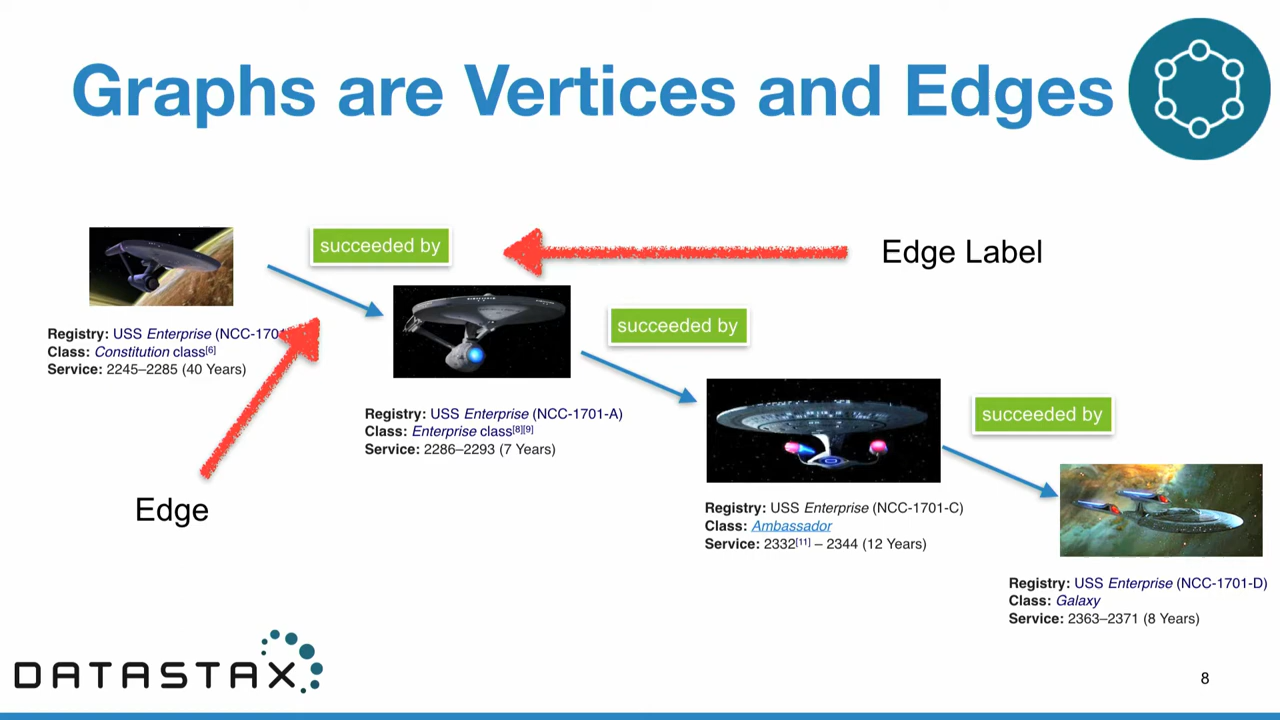 Graphs are Vertices and Edges
succeeded by
Edge Label
Registry: USS Enterprise (NCC-170
Class: Constitution class[6]
Service: 2245–2285 (40 Years)
Edge
succeeded by
Registry: USS Enterprise (NCC-1701-A)
Class: Enterprise class[8][9]
Service: 2286–2293 (7 Years)
succeeded by
Registry: USS Enterprise (NCC-1701-C)
Class: Ambassador
Service: 2332[11] – 2344 (12 Years)
Registry: USS Enterprise (NCC-1701-D)
Class: Galaxy
Service: 2363–2371 (8 Years)
DATASTAX
8